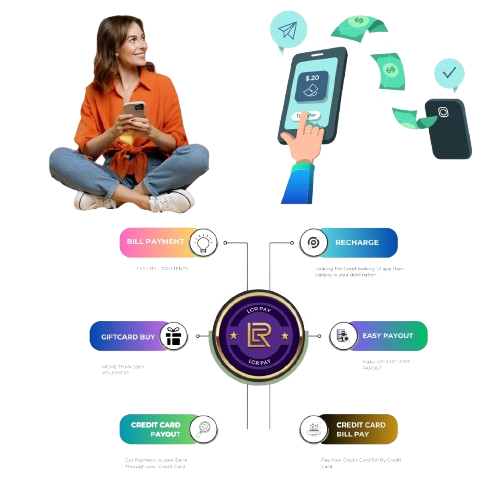 $.20
BILL PAYMENT
RECHARGE
EASY BILL PAYMENTS
Looking For Good looking UI app then
your destination
LCR PAY
GIFTCARD BUY
EASY PAYOUT
LCR PAY
MORE THAN 200+
VOUCHERS
Make UPI AND IMPS
PAYOUT
CREDIT CARD
PAYOUT
CREDIT CARD
BILL PAY
Get Payment to your Bank
Through your Credit Card
Pay Your Credit Card Bill By Credit
Card